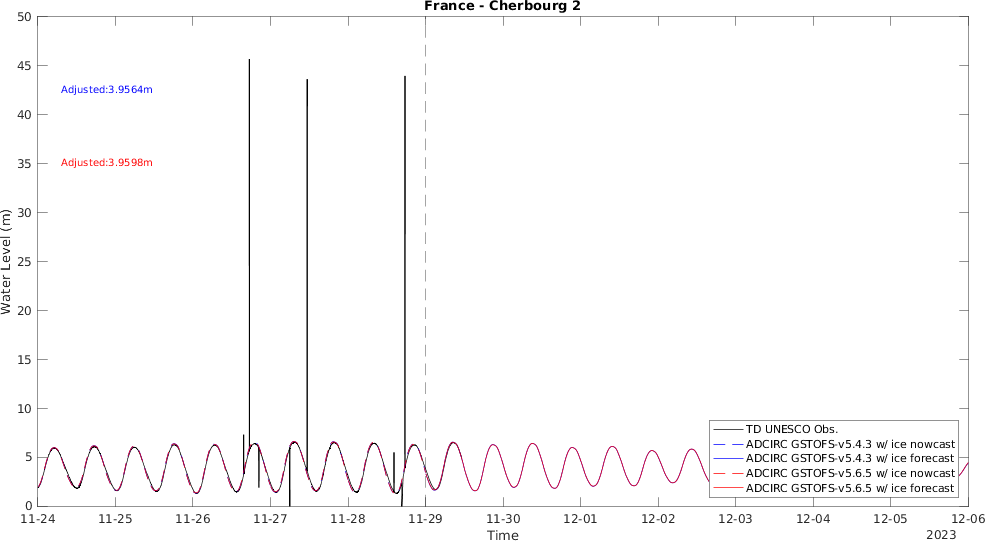 France - Cherbourg 2
50
45
40
35
30
25
20
15
10
5
0
Water Level (m)
Adjusted:3.9564m
Adjusted:3.9598m
TD UNESCO Obs.
ADCIRC GSTOFS-v5.4.3 w/ ice nowcast
ADCIRC GSTOFS-v5.4.3 w/ ice forecast
ADCIRC GSTOFS-v5.6.5 w/ ice nowcast
ADCIRC GSTOFS-v5.6.5 w/ ice forecast
11-24 11-25 11-26 11-27 11-28 11-29 11-30 12-01 12-02 12-03 12-04 12-05 12-06
Time
2023